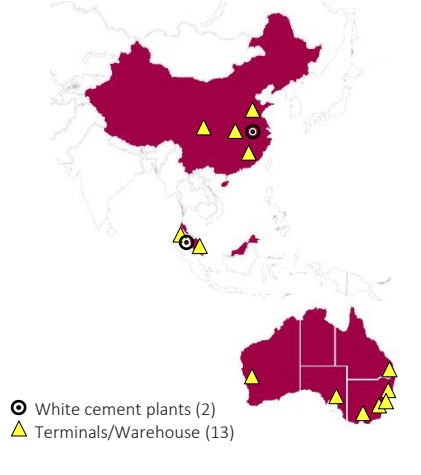 White cement plants (2)
Terminals/Warehouse (13)